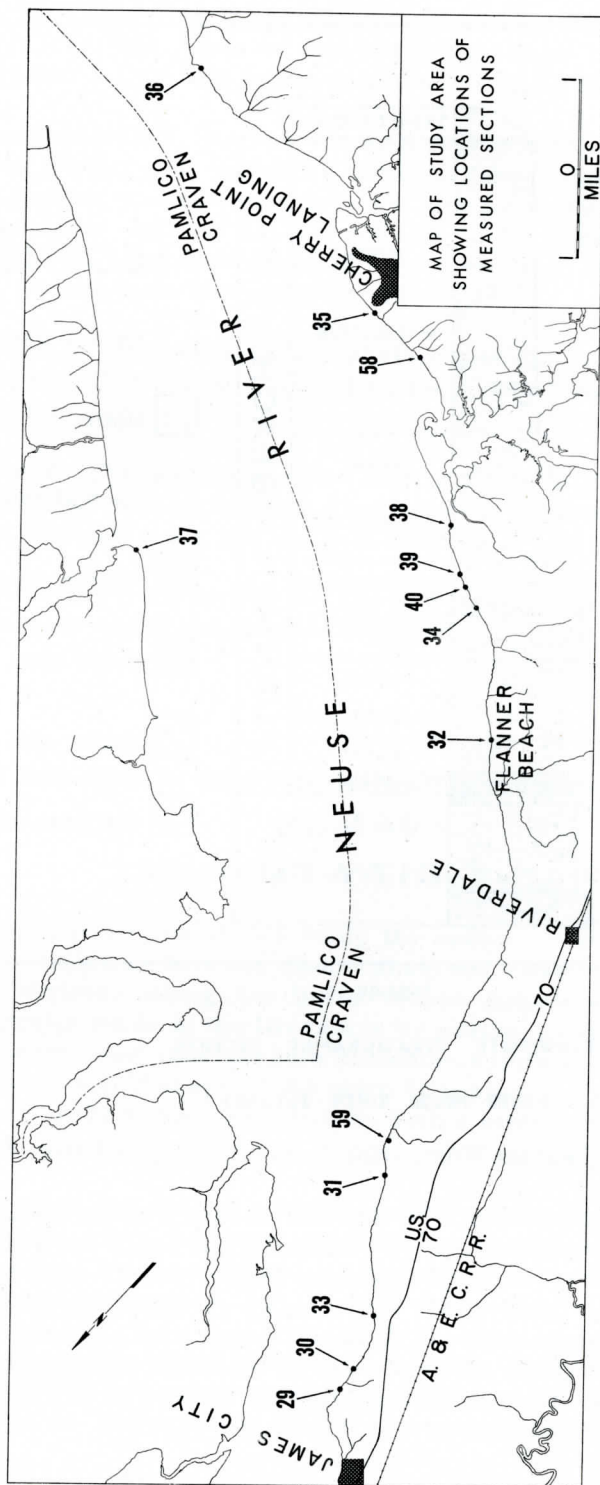 36
PAMLICO
CRAVEN
CHERRY POINT
LANDING
MAP OF STUDY AREA
SHOWING LOCATIONS OF
MEASURED SECTIONS
1 0 1
MILES
35
58
RIVER
37
38
39
40
34
32
FLANNER
BEACH
NEUSE
RIVERDALE
PAMLICO
CRAVEN
70
59
31
U.S.
70
A. & E. C. R. R.
33
30
29
N
JAMES CITY